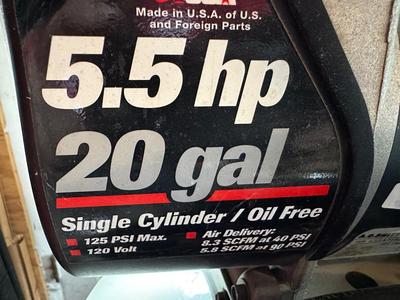 Made in U.S.A. of U.S.
and Foreign Parts
5.5 hp
20 gal
Single Cylinder / Oil Free
125 PSI Max.
120 Volt
Air Delivery:
8.3 SCFM at 40 PSI
5.8 SCFM at 90 PSI